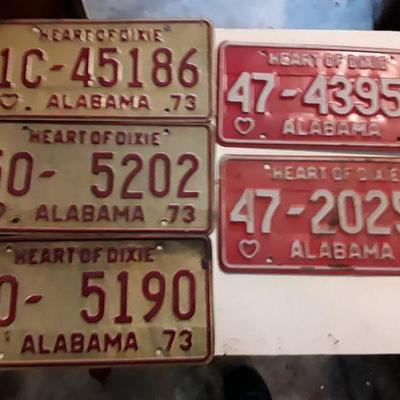 HEART OF DIXIE
1C-45186
ALABAMA 73
HEART OF DIXIE
50- 5202
ALABAMA 73
HEART OF DIXIE
0- 5190
ALABAMA 73
HEART OF DIXIE
47-4395
ALABAMA
HEART OF DIXIE
47-2025
ALABAMA